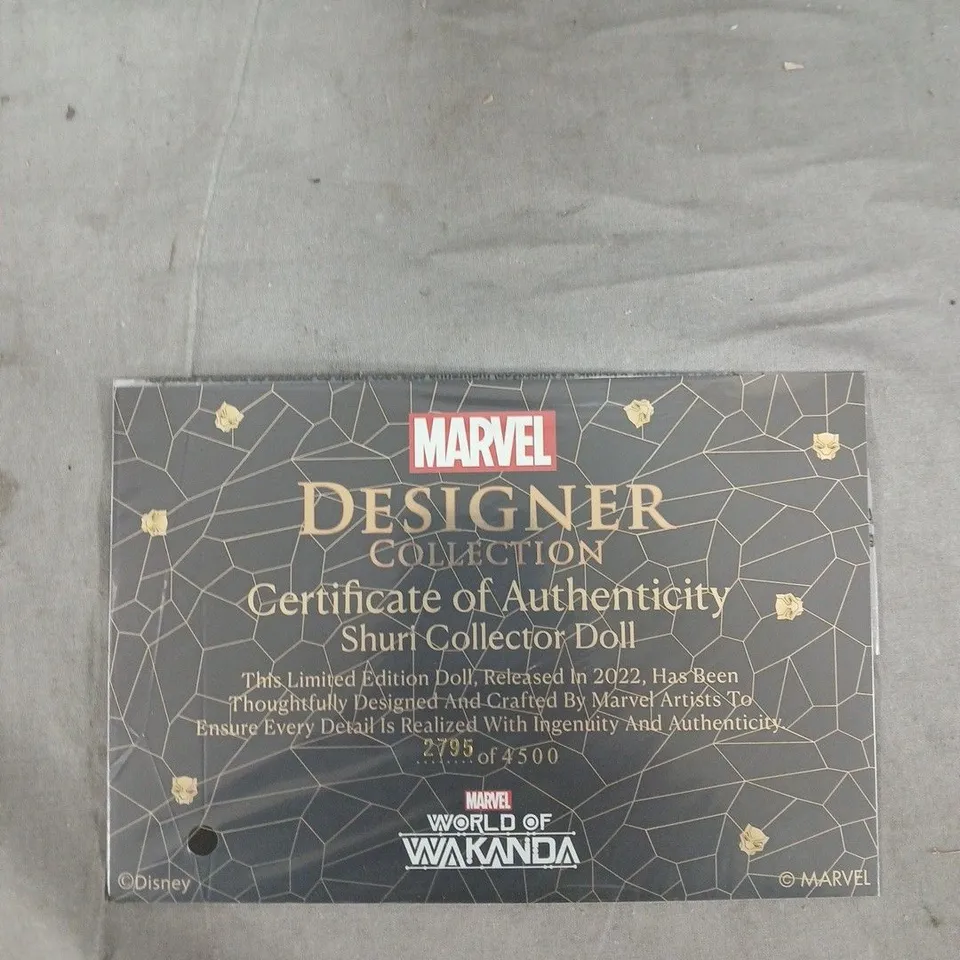 MARVEL
DESIGNER
COLLECTION
Certificate of Authenticity
Shuri Collector Doll
This Limited Edition Doll, Released In 2022, Has Been
Thoughtfully Designed And Crafted By Marvel Artists To
Ensure Every Detail Is Realized With Ingenuity And Authenticity.
2795 of 4500
MARVEL
WORLD OF
WAKANDA
©Disney
© MARVEL